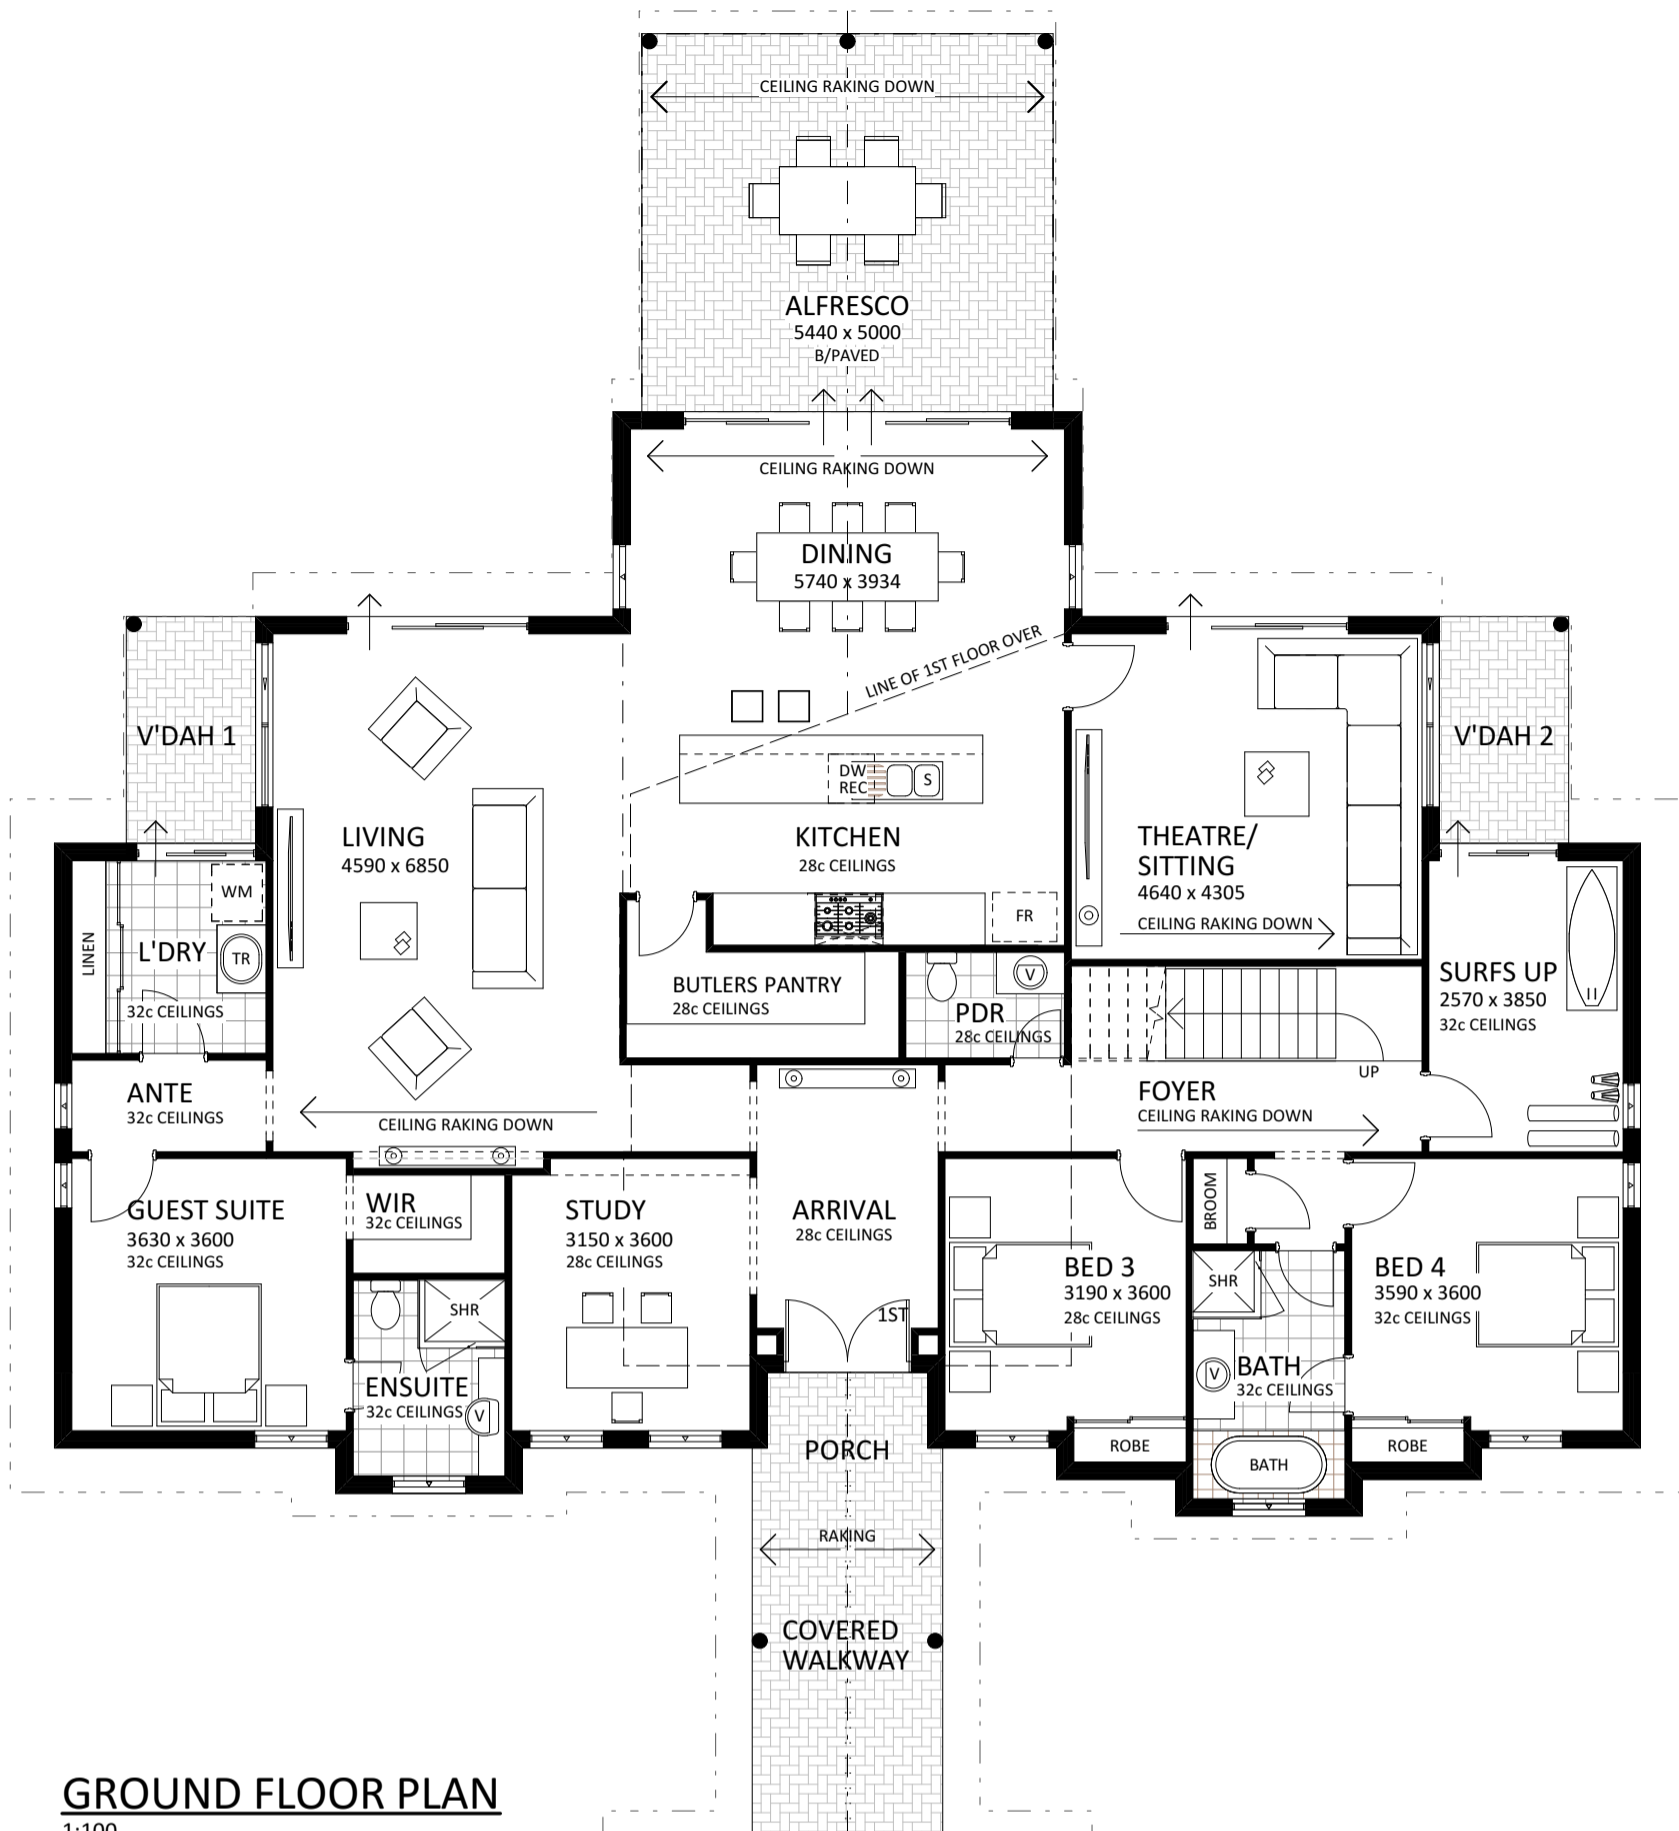 CEILING RAKING DOWN
ALFRESCO
5440 x 5000
B/PAVED
CEILING RAKING DOWN
DINING
5740 x 3934
LINE OF 1ST FLOOR OVER
V'DAH 1
V'DAH 2
DW
REC
S
LIVING
4590 x 6850
KITCHEN
28c CEILINGS
THEATRE/
SITTING
4640 x 4305
CEILING RAKING DOWN
WM
LINEN
L'DRY
TR
32c CEILINGS
FR
BUTLERS PANTRY
28c CEILINGS
V
PDR
28c CEILINGS
SURFS UP
2570 x 3850
32c CEILINGS
UP
ANTE
32c CEILINGS
CEILING RAKING DOWN
FOYER
CEILING RAKING DOWN
GUEST SUITE
3630 x 3600
32c CEILINGS
WIR
32c CEILINGS
STUDY
3150 x 3600
28c CEILINGS
ARRIVAL
28c CEILINGS
1ST
BROOM
BED 3
3190 x 3600
28c CEILINGS
SHR
BED 4
3590 x 3600
32c CEILINGS
SHR
ENSUITE
32c CEILINGS
V
V
BATH
32c CEILINGS
PORCH
ROBE
BATH
ROBE
RAKING
COVERED
WALKWAY
GROUND FLOOR PLAN
1:100